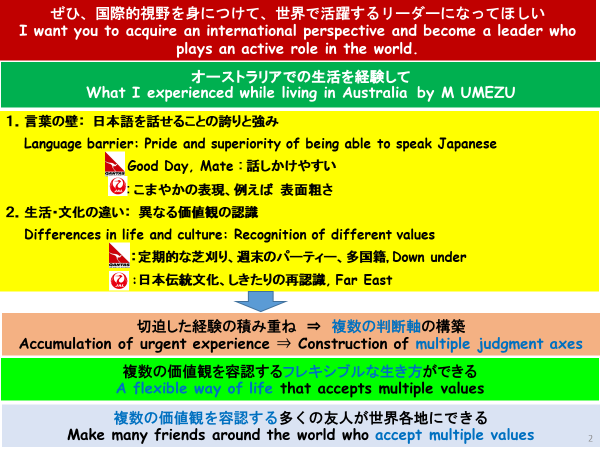 ぜひ、国際的視野を身につけて、世界で活躍するリーダーになってほしい
I want you to acquire an international perspective and become a leader who
plays an active role in the world.
オーストラリアでの生活を経験して
What I experienced while living in Australia by M UMEZU
1. 言葉の壁： 日本語を話せることの誇りと強み
Language barrier: Pride and superiority of being able to speak Japanese
QANTAS Good Day, Mate：話しかけやすい
JAL：こまやかの表現、例えば 表面粗さ
2. 生活・文化の違い： 異なる価値観の認識
Differences in life and culture: Recognition of different values
QANTAS：定期的な芝刈り、週末のパーティー、多国籍, Down under
JAL：日本伝統文化、しきたりの再認識, Far East
切迫した経験の積み重ね ⇒ 複数の判断軸の構築
Accumulation of urgent experience ⇒ Construction of multiple judgment axes
複数の価値観を容認するフレキシブルな生き方ができる
A flexible way of life that accepts multiple values
複数の価値観を容認する多くの友人が世界各地にできる
Make many friends around the world who accept multiple values
2